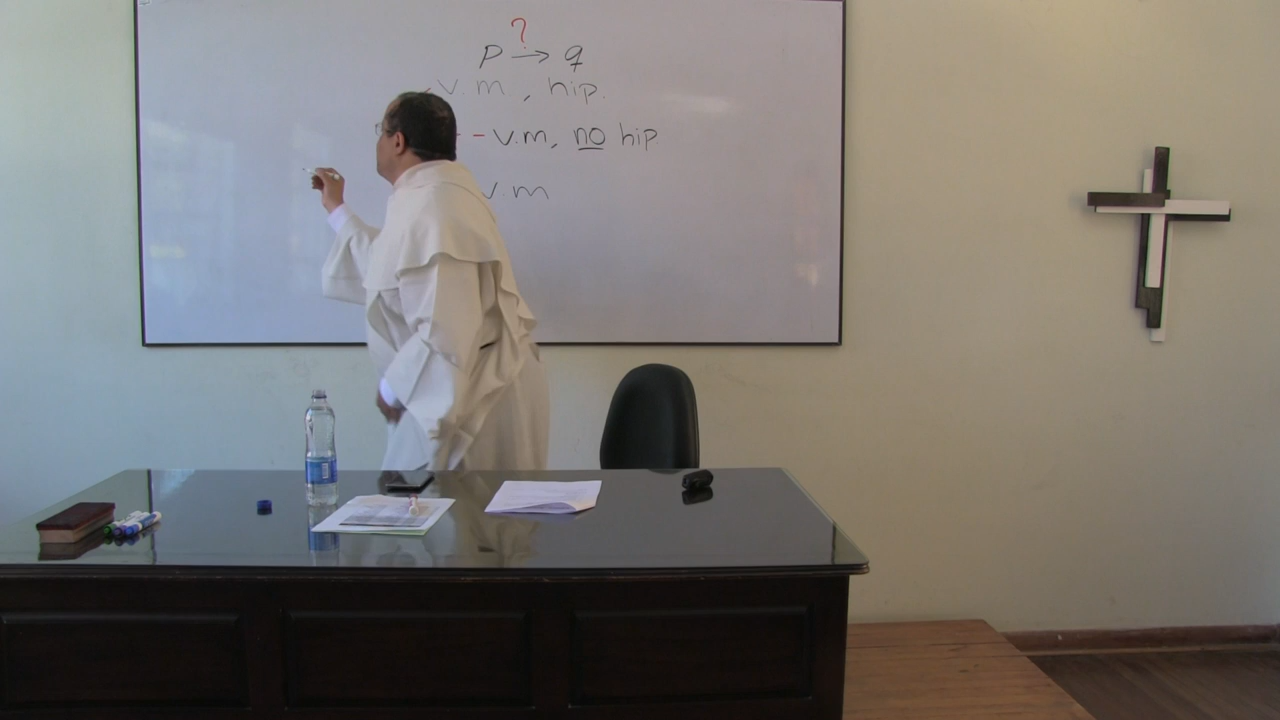 ?
p → q
v.m, hip.
- v.m, no hip
v.m